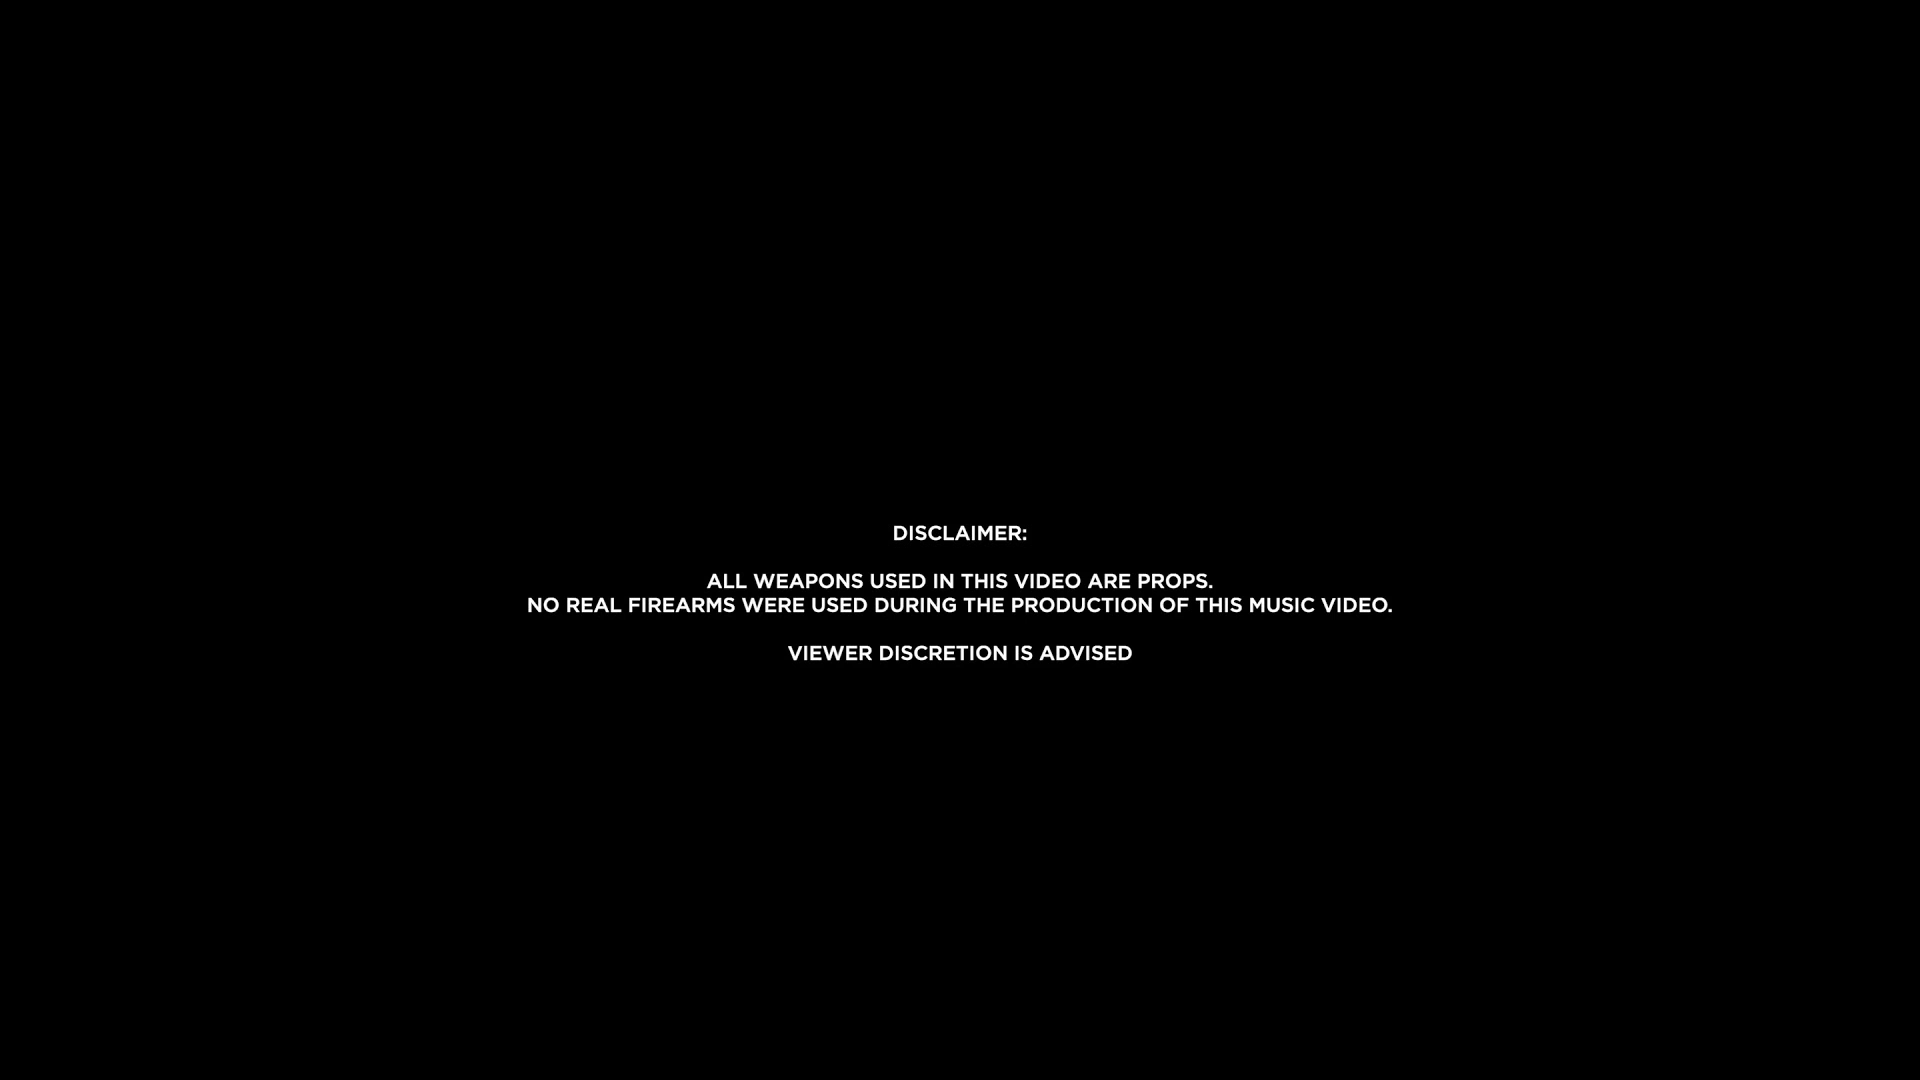 DISCLAIMER:
ALL WEAPONS USED IN THIS VIDEO ARE PROPS.
NO REAL FIREARMS WERE USED DURING THE PRODUCTION OF THIS MUSIC VIDEO.
VIEWER DISCRETION IS ADVISED